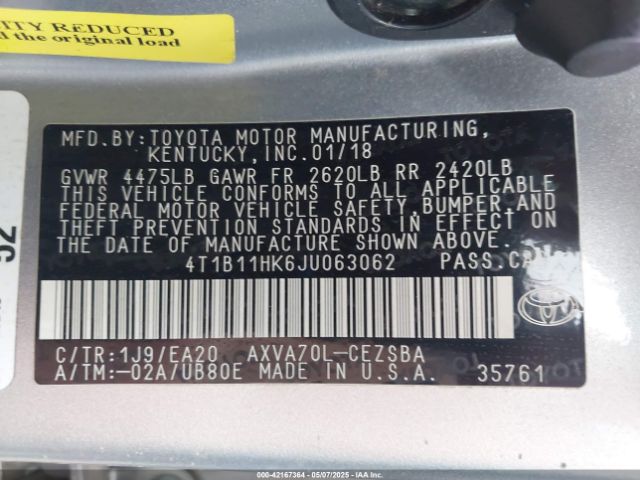 ITY REDUCED
d the original load
52
MFD.BY:TOYOTA MOTOR MANUFACTURING,
KENTUCKY,INC.01/18
GVWR 4475LB GAWR FR 2620LB RR 2420LB
THIS VEHICLE CONFORMS TO ALL APPLICABLE
FEDERAL MOTOR VEHICLE SAFETY,BUMPER,AND
THEFT PREVENTION STANDARDS IN EFFECT ON
THE DATE OF MANUFACTURE SHOWN ABOVE.
4T1B11HK6JU063062 PASS.CAR
C/TR:1J9/EA20 AXVA70L-CEZSBA
A/TM:-02A/UB80E MADE IN U.S.A. 35761
000-42167364 - 05/07/2025 - IAAI.com